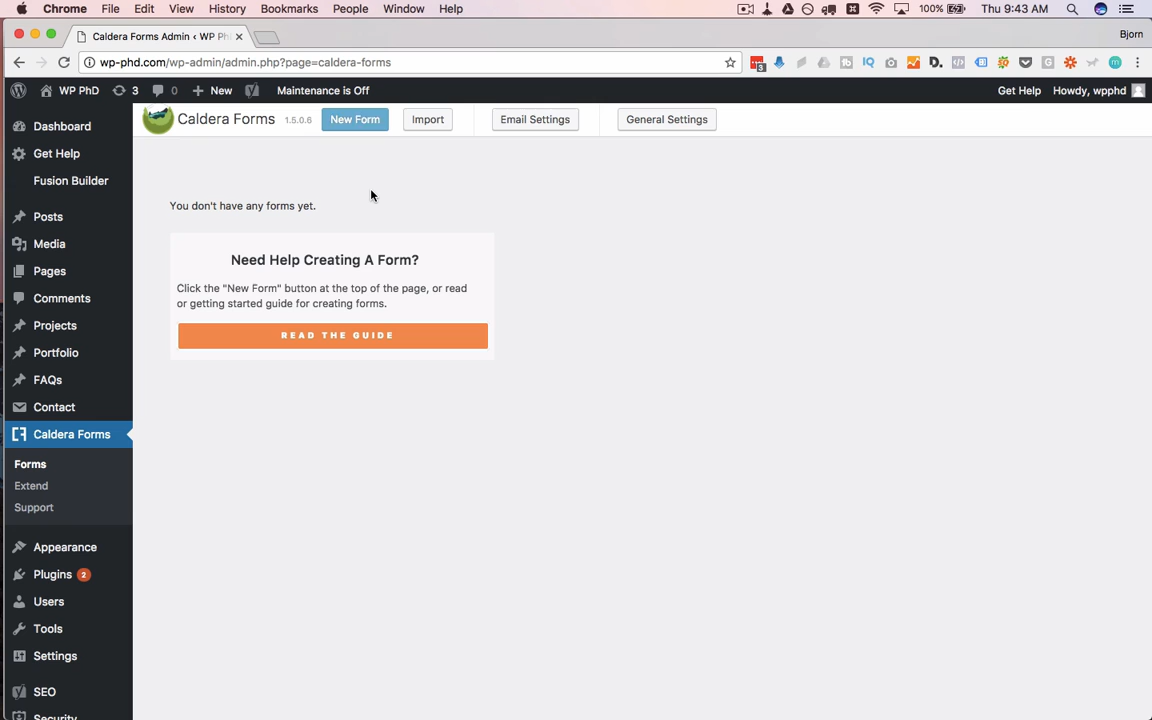 Chrome File Edit View History Bookmarks People Window Help 100% Thu 9:43 AM
Caldera Forms Admin ‹ WP Ph
Bjorn
wp-phd.com/wp-admin/admin.php?page=caldera-forms
WP PhD 3 0 New Maintenance is Off Get Help Howdy, wpphd
Caldera Forms 1.5.0.6 New Form Import Email Settings General Settings
Dashboard
Get Help
Fusion Builder
Posts
Media
Pages
Comments
Projects
Portfolio
FAQs
Contact
Caldera Forms
Forms
Extend
Support
Appearance
Plugins 2
Users
Tools
Settings
SEO
Security
You don't have any forms yet.
Need Help Creating A Form?
Click the "New Form" button at the top of the page, or read
or getting started guide for creating forms.
READ THE GUIDE